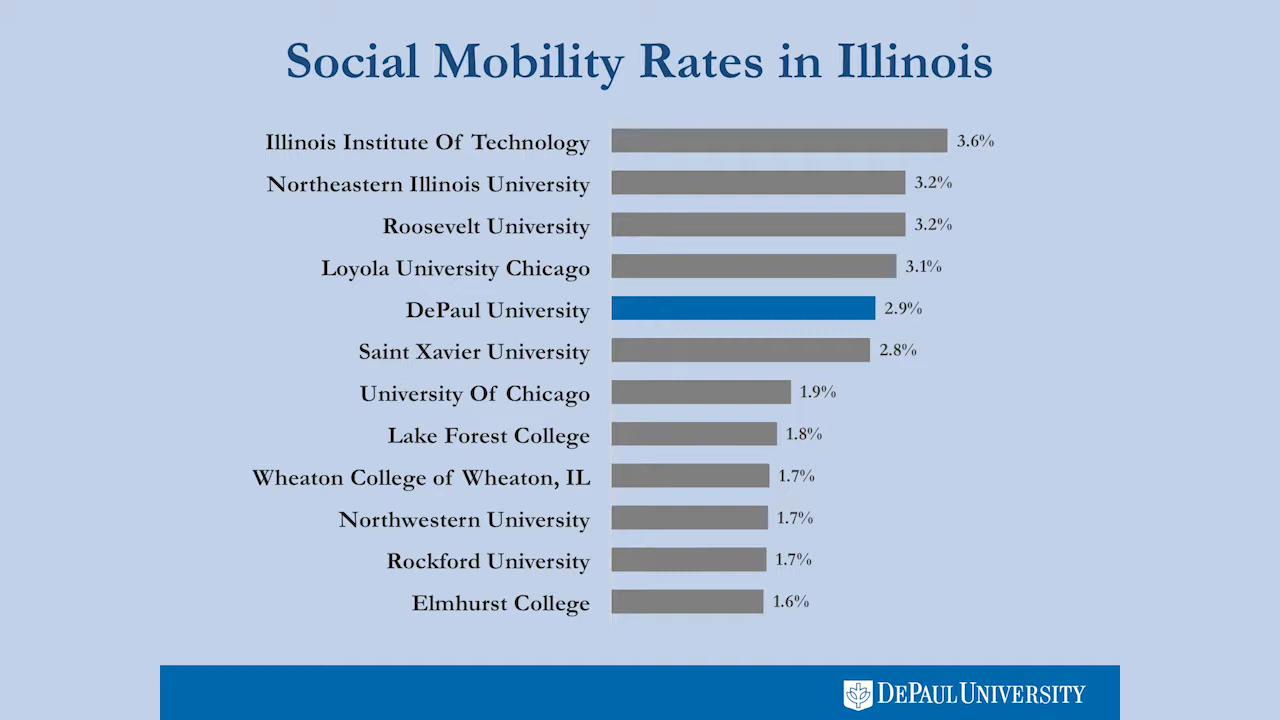 Social Mobility Rates in Illinois
Illinois Institute Of Technology 3.6%
Northeastern Illinois University 3.2%
Roosevelt University 3.2%
Loyola University Chicago 3.1%
DePaul University 2.9%
Saint Xavier University 2.8%
University Of Chicago 1.9%
Lake Forest College 1.8%
Wheaton College of Wheaton, IL 1.7%
Northwestern University 1.7%
Rockford University 1.7%
Elmhurst College 1.6%
DEPAUL UNIVERSITY